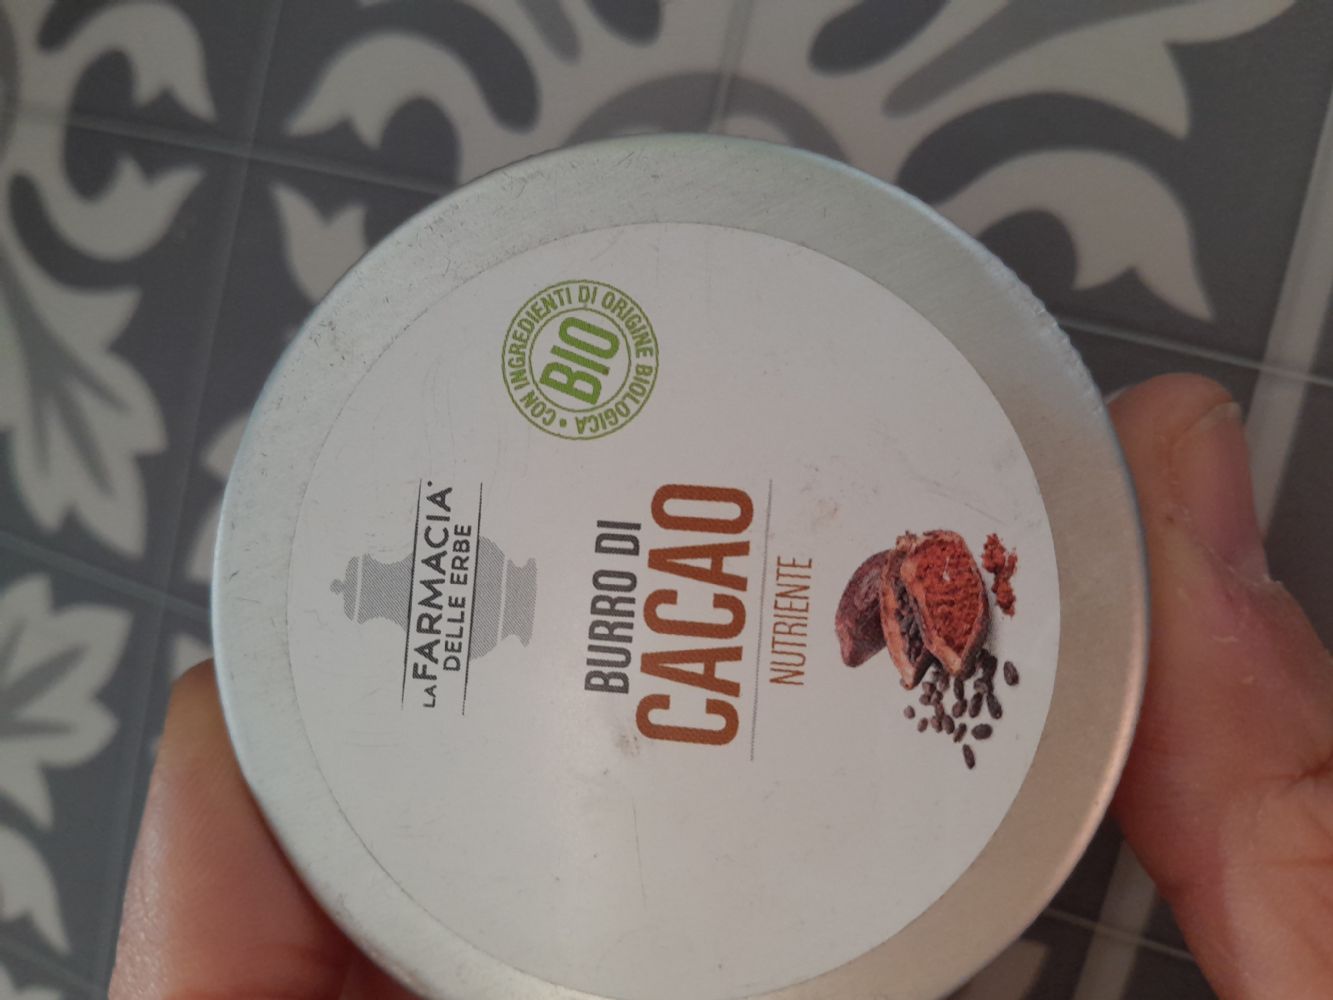 LA FARMACIA
DELLE ERBE
CON INGREDIENTI DI ORIGINE BIOLOGICA •
BIO
BURRO DI
CACAO
NUTRIENTE